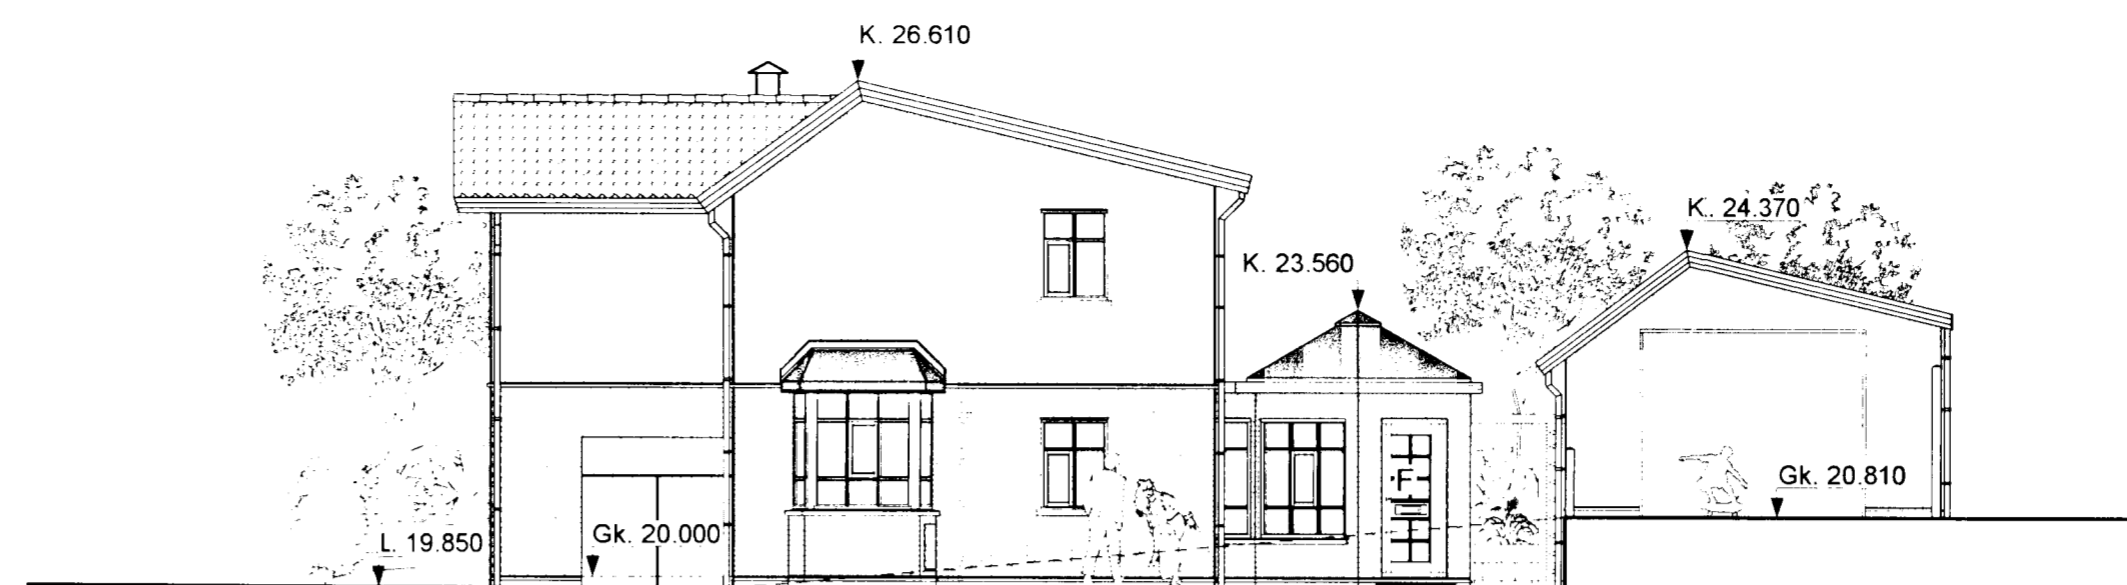 K. 26.610
K. 24.370
K. 23.560
Gk. 20.810
Gk. 20.000
L. 19.850
F